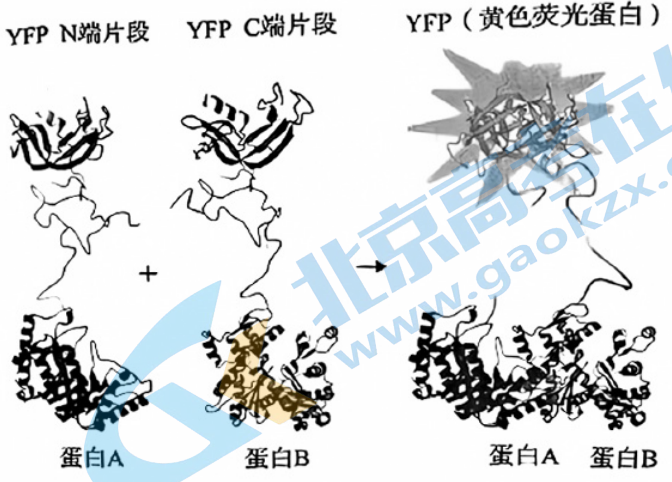 YFP N端片段
YFP C端片段
YFP（黄色荧光蛋白）
+
蛋白A
蛋白B
蛋白A
蛋白B
北京高考在线
www.gaokzx.com